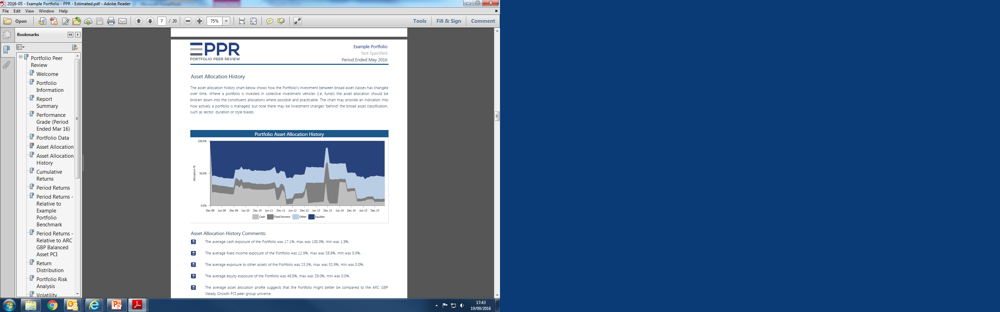 2016-05 - Example Portfolio - PPR - Estimated.pdf - Adobe Reader
File Edit View Window Help
Open 7 / 20 75% Tools Fill & Sign Comment
Bookmarks
Portfolio Peer
Review
Welcome
Portfolio
Information
Report
Summary
Performance
Grade (Period
Ended Mar 16)
Portfolio Data
Asset Allocation
Asset Allocation
History
Cumulative
Returns
Period Returns
Period Returns -
Relative to
Example
Portfolio
Benchmark
Period Returns -
Relative to ARC
GBP Balanced
Asset PCI
Return
Distribution
Portfolio Risk
Analysis
Volatility
PPR
PORTFOLIO PEER REVIEW
Example Portfolio
Not Specified
Period Ended May 2016
Asset Allocation History
The asset allocation history chart below shows how the Portfolio's investment between broad asset classes has changed
over time. Where a portfolio is invested in collective investment vehicles (i.e. funds) the asset allocation should be
broken down into the constituent allocations where possible and practicable. The chart may provide an indication into
how actively a portfolio is managed, but note there may be investment changes 'behind' the broad asset classification,
such as sector, duration or style biases.
Portfolio Asset Allocation History
100.0%
50.0%
0.0%
Allocation %
Dec 08 Jun 09 Dec 09 Jun 10 Dec 10 Jun 11 Dec 11 Jun 12 Dec 12 Jun 13 Dec 13 Jun 14 Dec 14 Jun 15 Dec 15
Cash Fixed Income Other Equities
Asset Allocation History Comments:
The average cash exposure of the Portfolio was 17.1%, max was 100.0%, min was 1.9%.
The average fixed income exposure of the Portfolio was 12.9%, max was 58.8%, min was 0.0%.
The average exposure to other assets of the Portfolio was 23.3%, max was 35.9%, min was 0.0%.
The average equity exposure of the Portfolio was 46.8%, max was 59.0%, min was 0.0%.
The average asset allocation profile suggests that the Portfolio might better be compared to the ARC GBP
Steady Growth PCI peer group universe.
17:43
19/09/2016